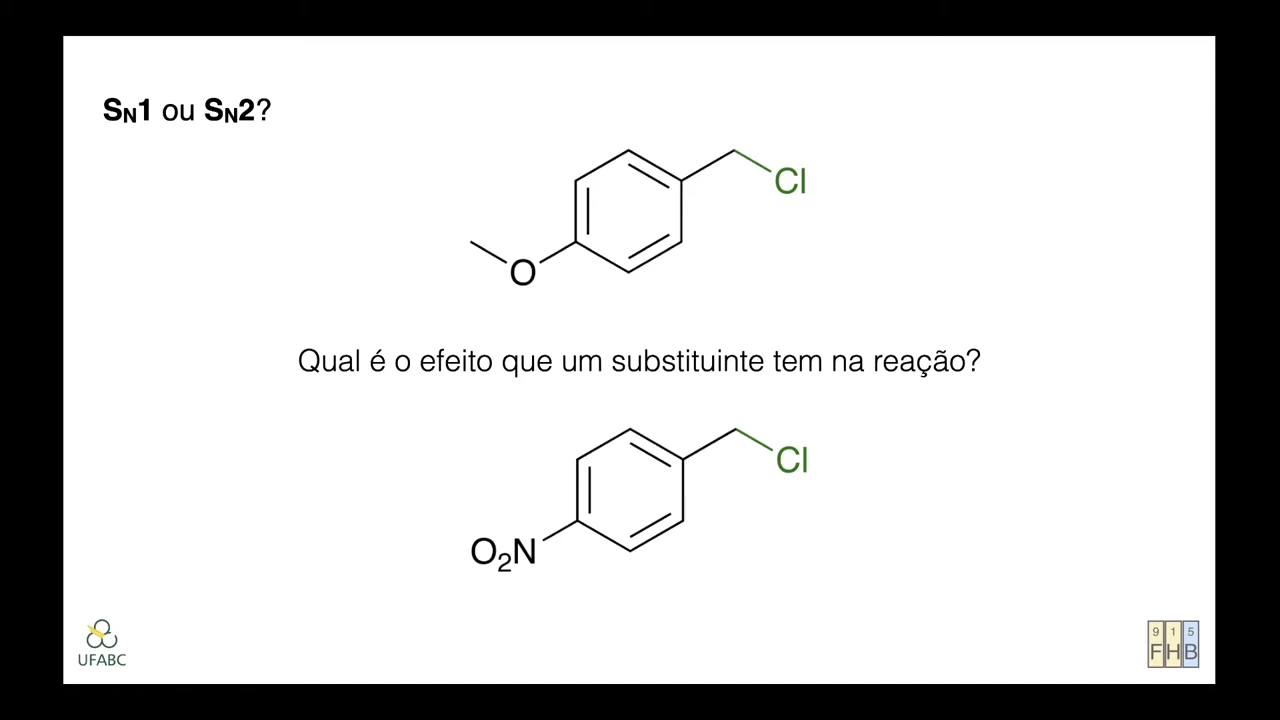 SN1 ou SN2?
Cl
O
Qual é o efeito que um substituinte tem na reação?
Cl
O2N
UFABC
9 1 5
F H B